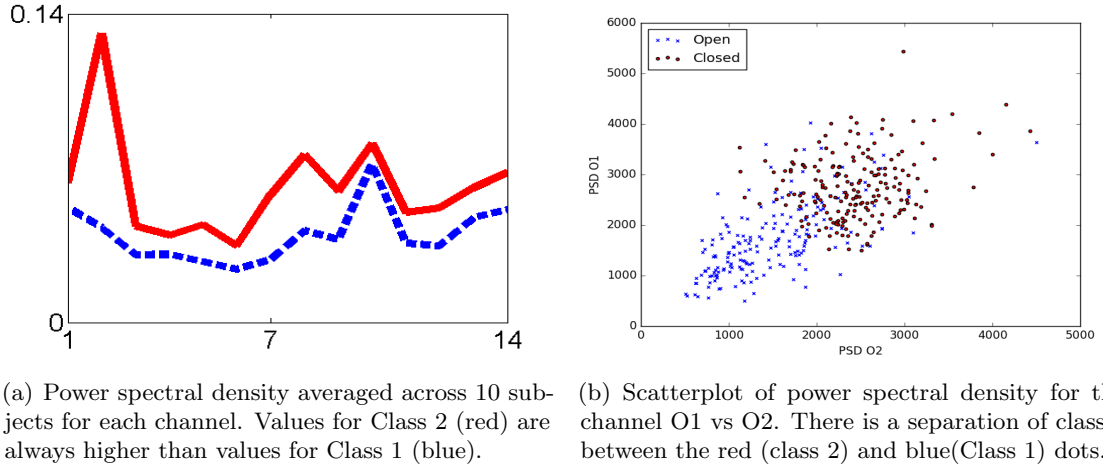 0.14
0
1
7
14
6000
5000
4000
3000
2000
1000
0
PSD O1
Open
Closed
0
1000
2000
3000
4000
5000
PSD O2
(a) Power spectral density averaged across 10 sub-
jects for each channel. Values for Class 2 (red) are
always higher than values for Class 1 (blue).
(b) Scatterplot of power spectral density for
channel O1 vs O2. There is a separation of
between the red (class 2) and blue(Class 1) dots.